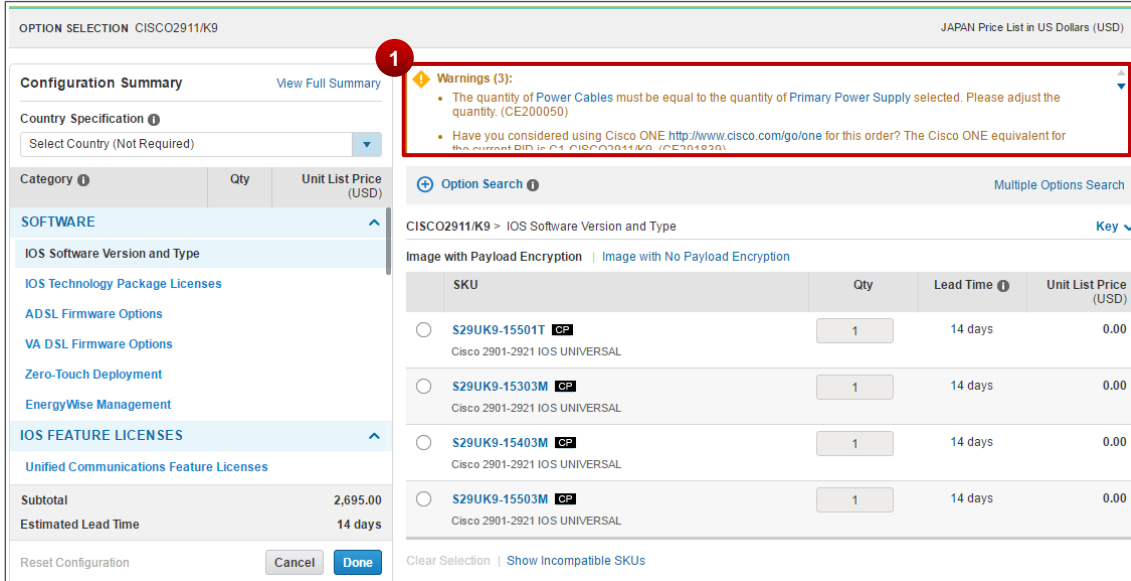 OPTION SELECTION CISCO2911/K9
JAPAN Price List in US Dollars (USD)
1
Configuration Summary
View Full Summary
Country Specification
Select Country (Not Required)
Category
Qty
Unit List Price
(USD)
SOFTWARE
IOS Software Version and Type
IOS Technology Package Licenses
ADSL Firmware Options
VA DSL Firmware Options
Zero-Touch Deployment
EnergyWise Management
IOS FEATURE LICENSES
Unified Communications Feature Licenses
Subtotal 2,695.00
Estimated Lead Time 14 days
Reset Configuration
Cancel
Done
Warnings (3):
• The quantity of Power Cables must be equal to the quantity of Primary Power Supply selected. Please adjust the
quantity. (CE200050)
• Have you considered using Cisco ONE http://www.cisco.com/go/one for this order? The Cisco ONE equivalent for
the current PID is C1-CISCO2911/K9. (CE201839)
Option Search
Multiple Options Search
CISCO2911/K9 > IOS Software Version and Type
Key
Image with Payload Encryption | Image with No Payload Encryption
SKU
Qty
Lead Time
Unit List Price
(USD)
S29UK9-15501T CP
1
14 days
0.00
Cisco 2901-2921 IOS UNIVERSAL
S29UK9-15303M CP
1
14 days
0.00
Cisco 2901-2921 IOS UNIVERSAL
S29UK9-15403M CP
1
14 days
0.00
Cisco 2901-2921 IOS UNIVERSAL
S29UK9-15503M CP
1
14 days
0.00
Cisco 2901-2921 IOS UNIVERSAL
Clear Selection | Show Incompatible SKUs